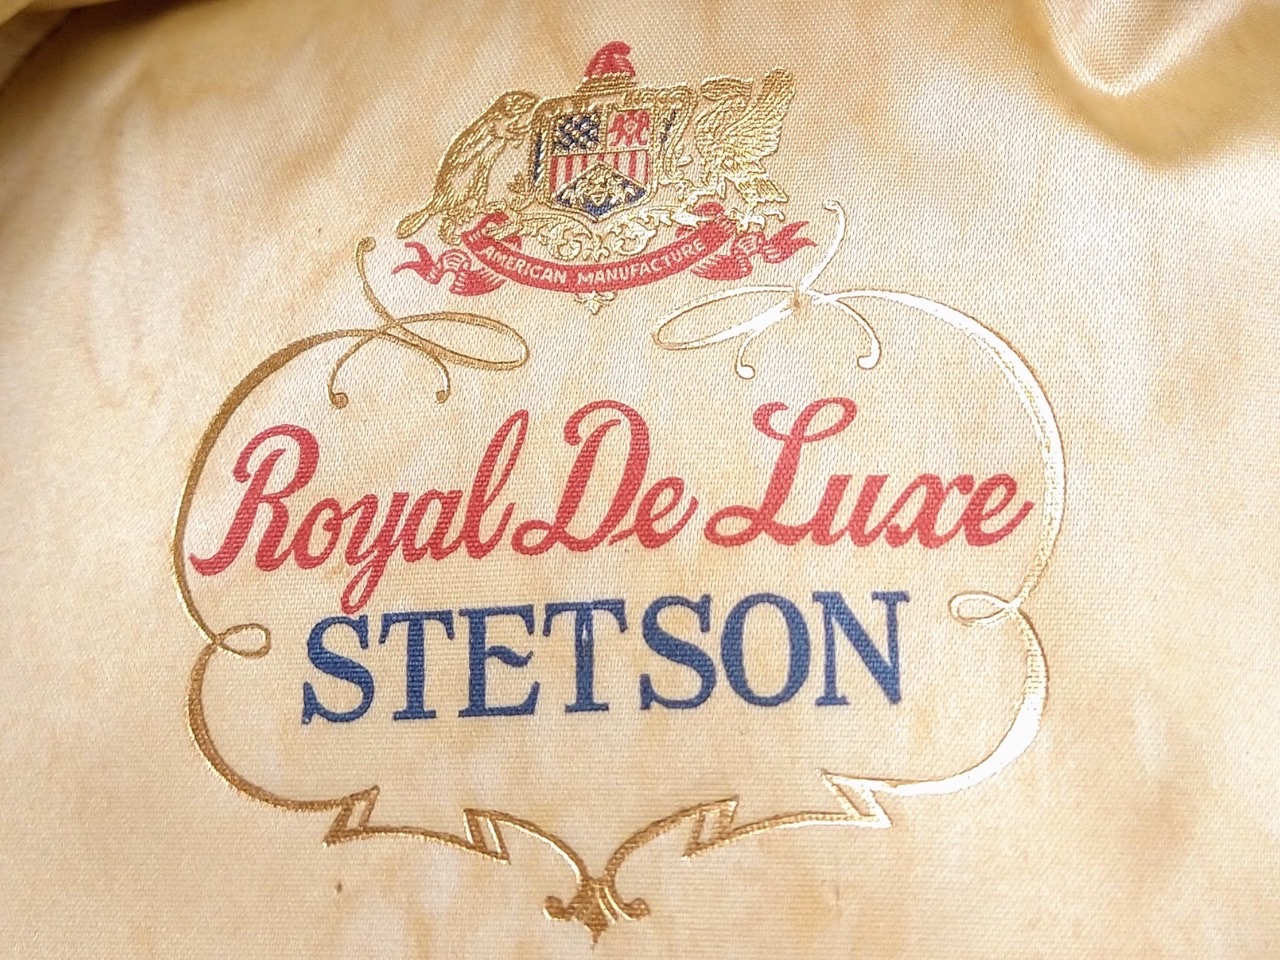 AMERICAN MANUFACTURE
Royal De Luxe
STETSON